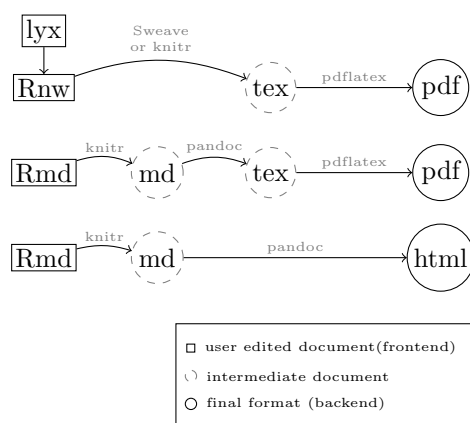 lyx
Sweave
or knitr
Rnw
tex
pdflatex
pdf
Rmd
knitr
md
pandoc
tex
pdflatex
pdf
Rmd
knitr
md
pandoc
html
user edited document(frontend)
intermediate document
final format (backend)